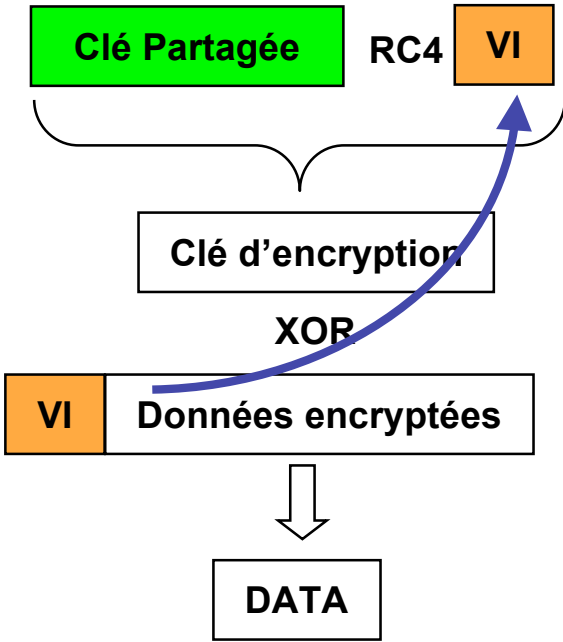 Clé Partagée RC4 VI
Clé d’encryption
XOR
VI Données encryptées
DATA